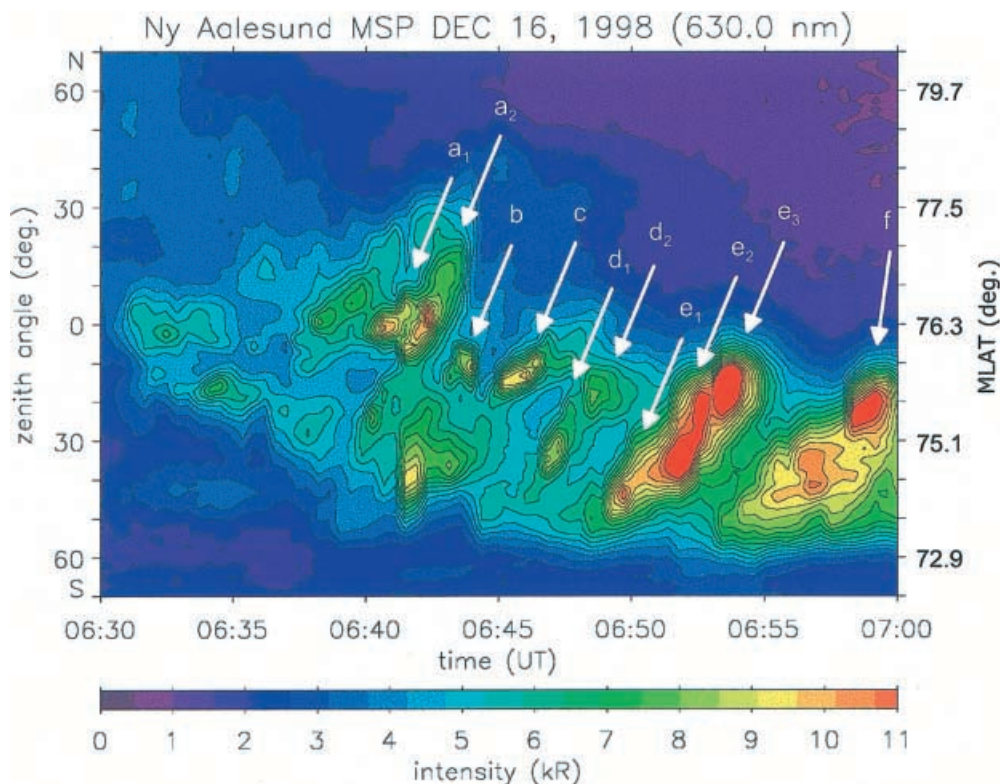 Ny Aalesund MSP DEC 16, 1998 (630.0 nm)
N
60
30
0
30
60
S
zenith angle (deg.)
79.7
77.5
76.3
75.1
72.9
MLAT (deg.)
a₁
a₂
b
c
d₁
d₂
e₁
e₂
e₃
f
06:30 06:35 06:42 06:45 06:50 06:55 07:00
time (UT)
0 1 2 3 4 5 6 7 8 9 10 11
intensity (kR)